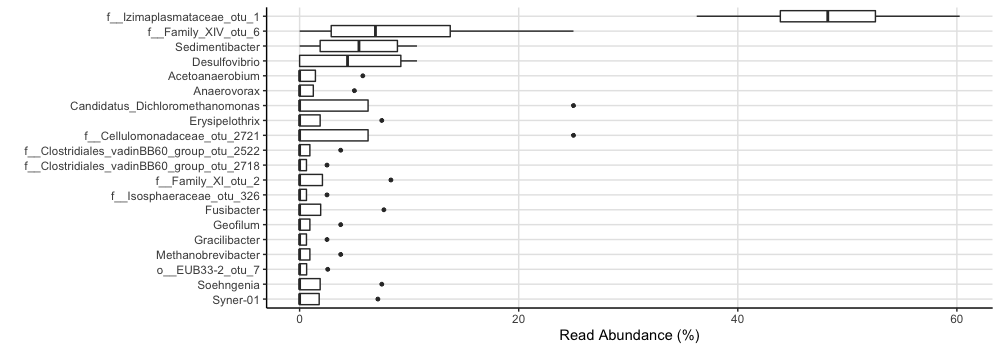 f__Izimaplasmataceae_otu_1
f__Family_XIV_otu_6
Sedimentibacter
Desulfovibrio
Acetoanaerobium
Anaerovorax
Candidatus_Dichloromethanomonas
Erysipelothrix
f__Cellulomonadaceae_otu_2721
f__Clostridiales_vadinBB60_group_otu_2522
f__Clostridiales_vadinBB60_group_otu_2718
f__Family_XI_otu_2
f__Isosphaeraceae_otu_326
Fusibacter
Geofilum
Gracilibacter
Methanobrevibacter
o__EUB33-2_otu_7
Soehngenia
Syner-01
0 20 40 60
Read Abundance (%)